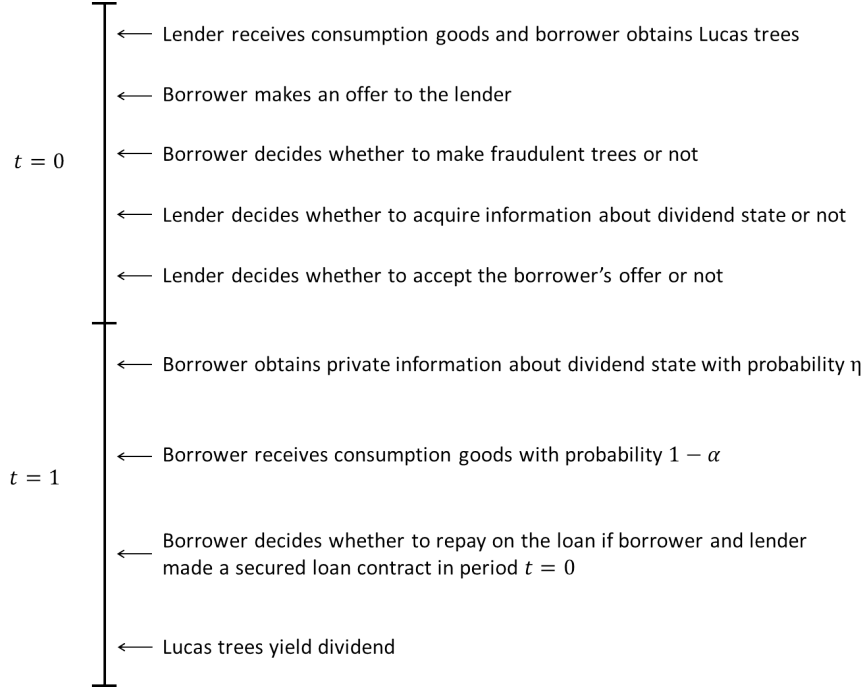 Lender receives consumption goods and borrower obtains Lucas trees
Borrower makes an offer to the lender
t = 0
Borrower decides whether to make fraudulent trees or not
Lender decides whether to acquire information about dividend state or not
Lender decides whether to accept the borrower's offer or not
Borrower obtains private information about dividend state with probability η
t = 1
Borrower receives consumption goods with probability 1 − α
Borrower decides whether to repay on the loan if borrower and lender
made a secured loan contract in period t = 0
Lucas trees yield dividend